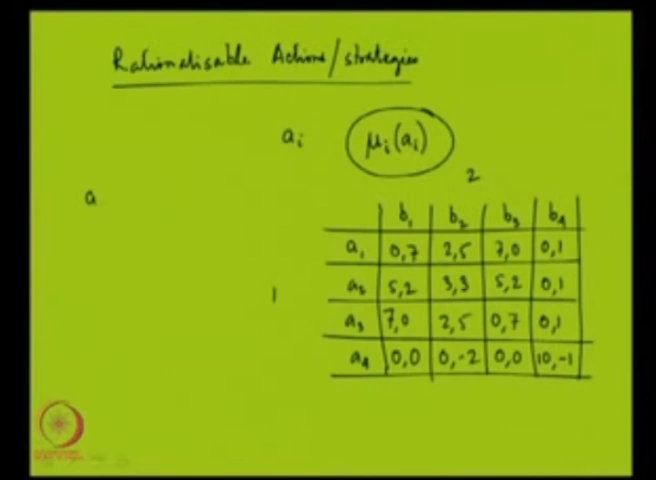 Rationalisable Actions/strategies
aᵢ μᵢ(aᵢ)
2
a
b₁ b₂ b₃ b₄
a₁ 0,7 2,5 7,0 0,1
1 a₂ 5,2 3,3 5,2 0,1
a₃ 7,0 2,5 0,7 0,1
a₄ 0,0 0,-2 0,0 10,-1